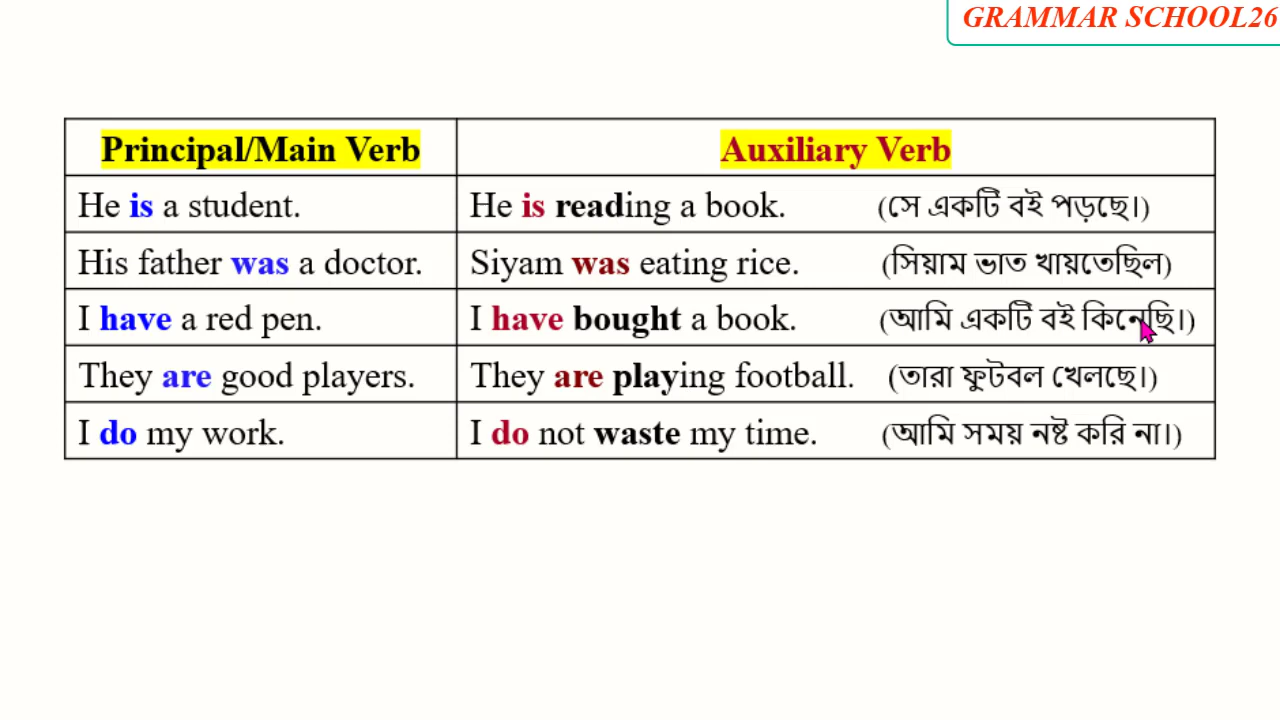 GRAMMAR SCHOOL26
Principal/Main Verb Auxiliary Verb
He is a student. He is reading a book. (সে একটি বই পড়ছে।)
His father was a doctor. Siyam was eating rice. (সিয়াম ভাত খায়তেছিল)
I have a red pen. I have bought a book. (আমি একটি বই কিনেছি।)
They are good players. They are playing football. (তারা ফুটবল খেলছে।)
I do my work. I do not waste my time. (আমি সময় নষ্ট করি না।)